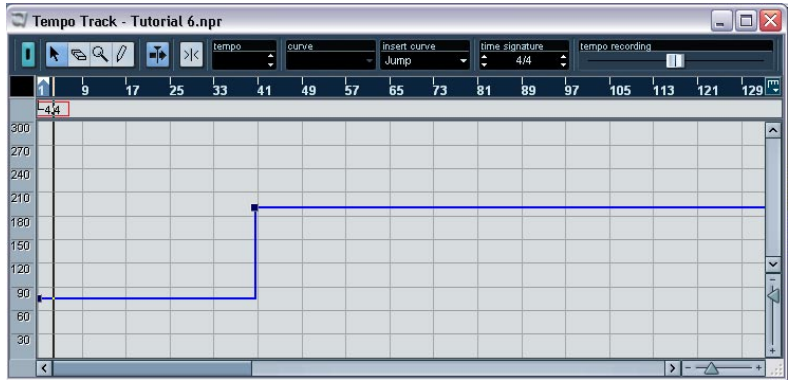 Tempo Track - Tutorial 6.npr
tempo curve insert curve time signature tempo recording
Jump 4/4
1 9 17 25 33 41 49 57 65 73 81 89 97 105 113 121 129
4/4
300
270
240
210
180
150
120
90
60
30